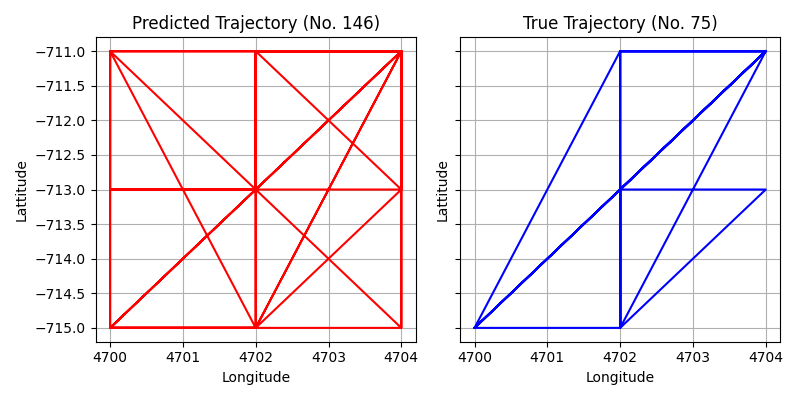 Predicted Trajectory (No. 146)
True Trajectory (No. 75)
Lattitude
−711.0
−711.5
−712.0
−712.5
−713.0
−713.5
−714.0
−714.5
−715.0
4700 4701 4702 4703 4704
Longitude
Lattitude
4700 4701 4702 4703 4704
Longitude